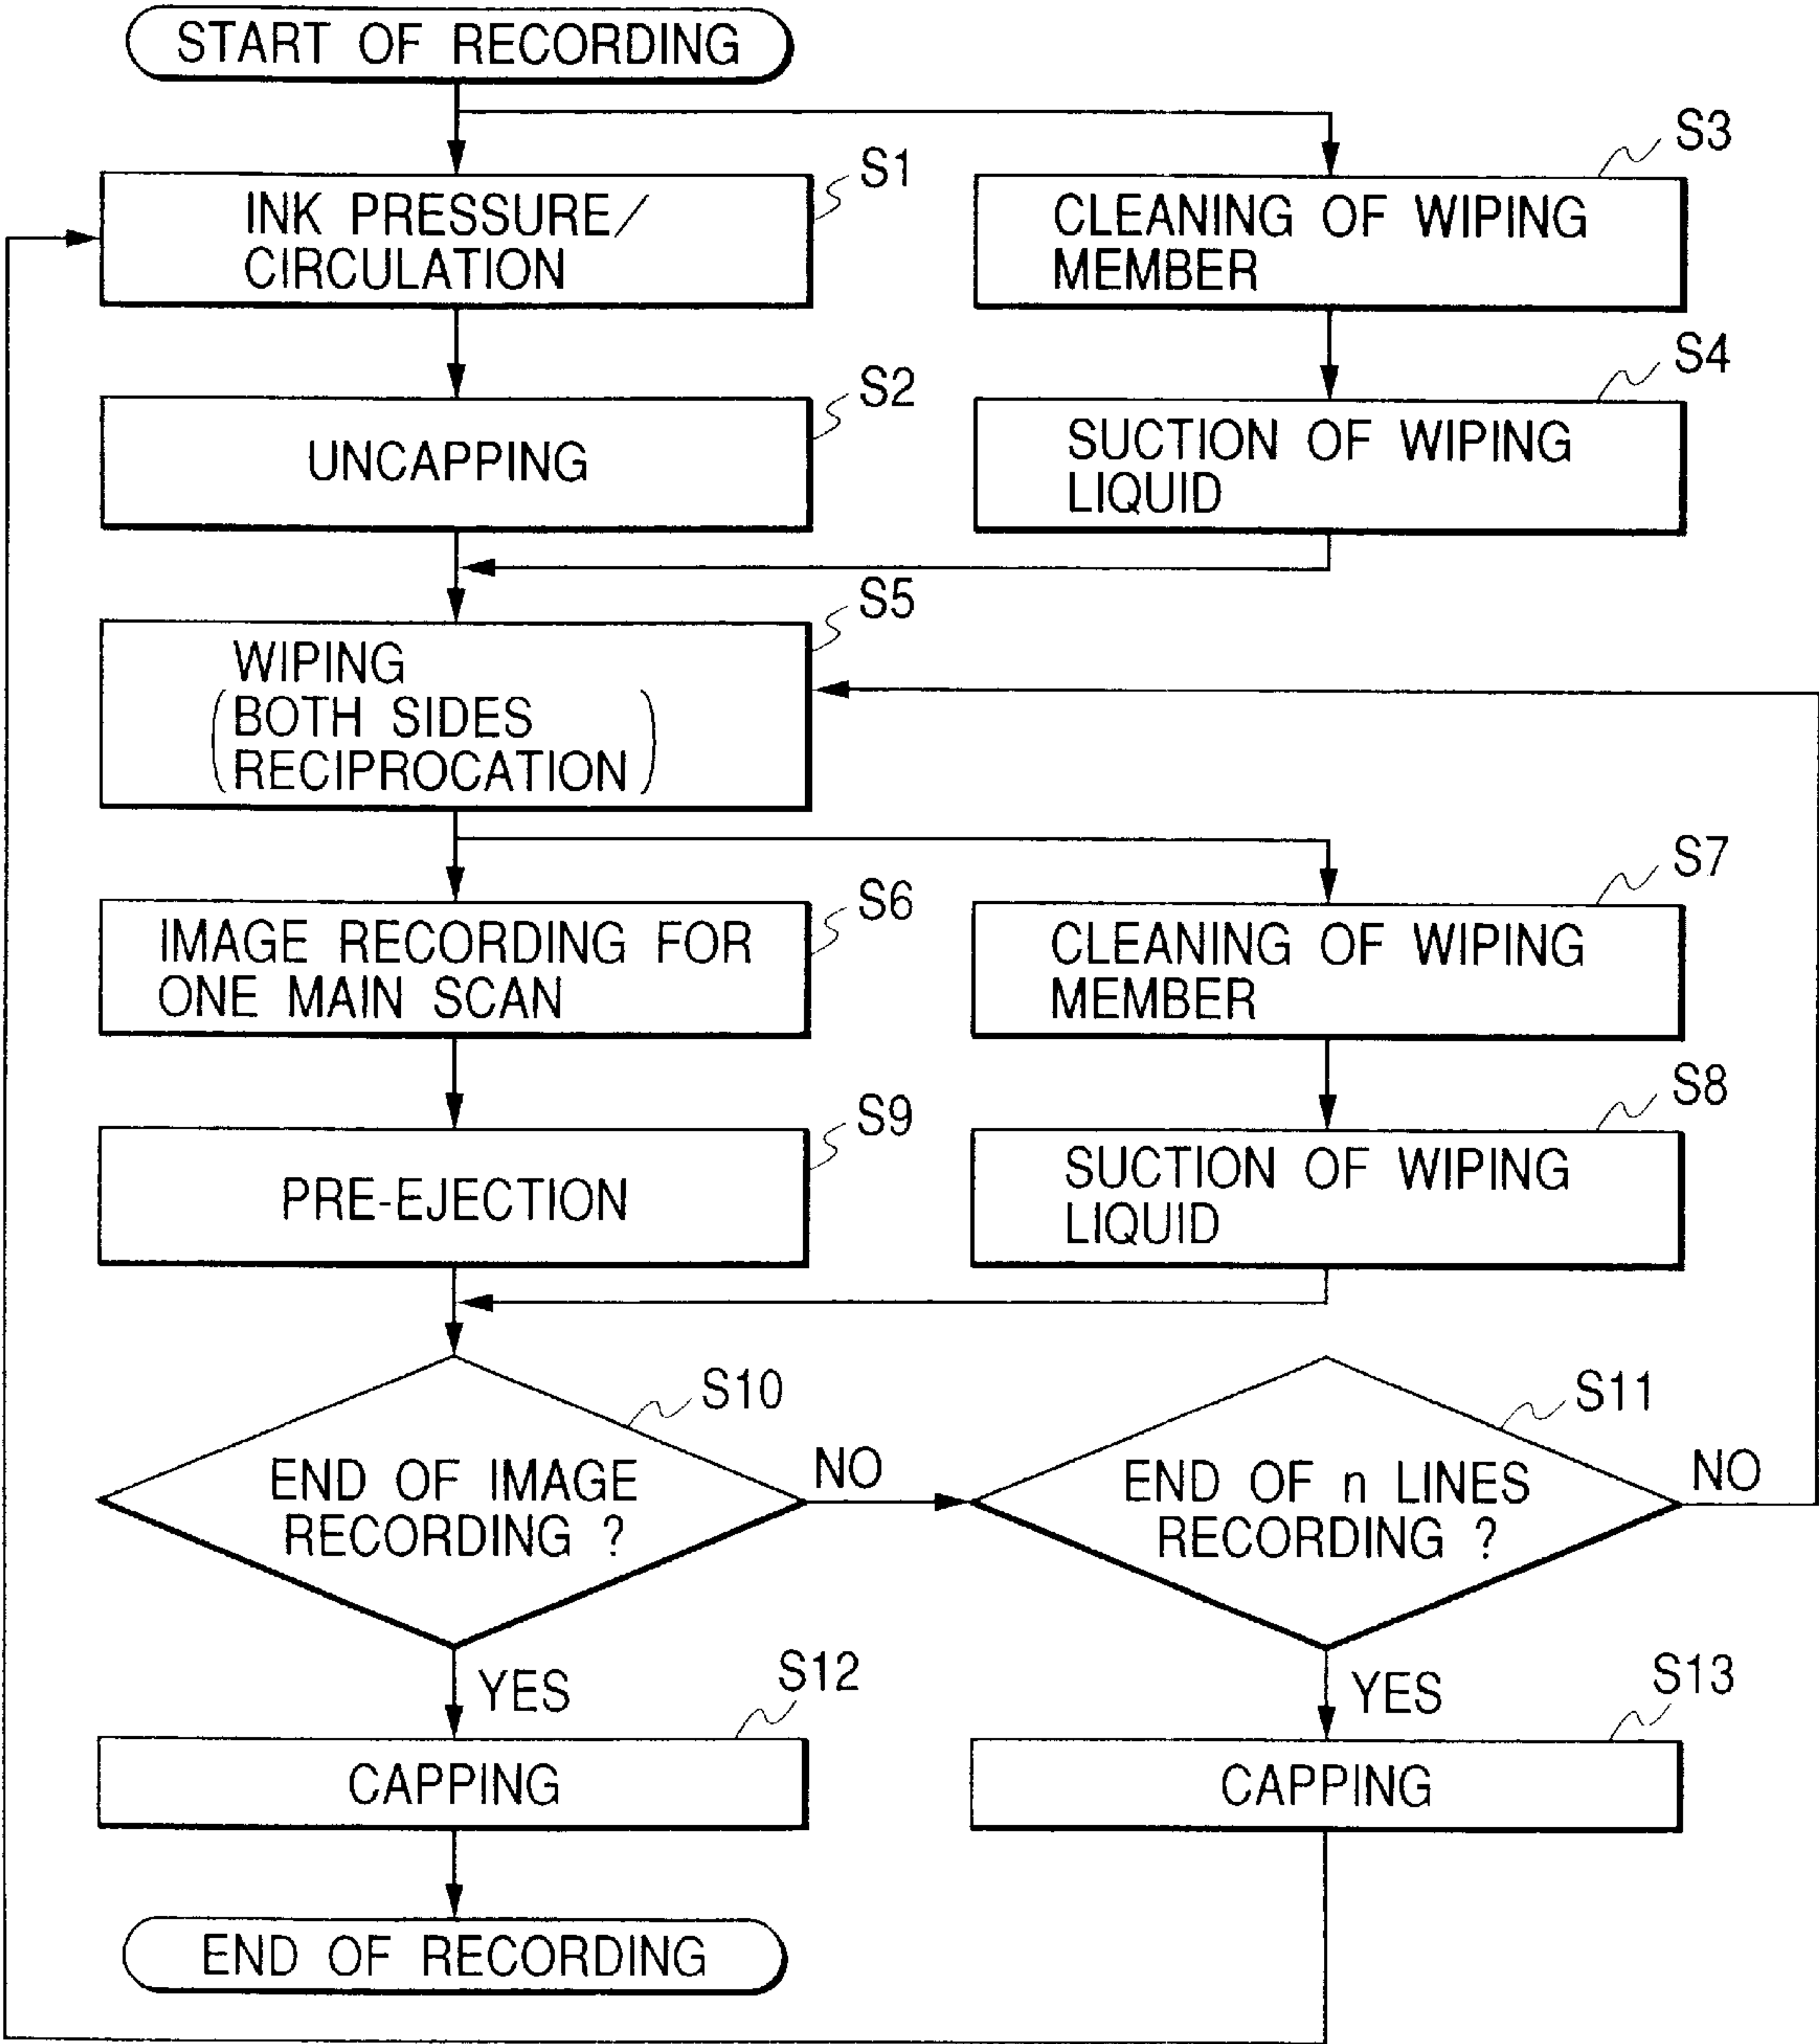 START OF RECORDING
S1
INK PRESSURE/
CIRCULATION
S3
CLEANING OF WIPING
MEMBER
S2
UNCAPPING
S4
SUCTION OF WIPING
LIQUID
S5
WIPING
(BOTH SIDES
RECIPROCATION)
S6
IMAGE RECORDING FOR
ONE MAIN SCAN
S7
CLEANING OF WIPING
MEMBER
S9
PRE-EJECTION
S8
SUCTION OF WIPING
LIQUID
S10
END OF IMAGE
RECORDING ?
NO
S11
END OF n LINES
RECORDING ?
NO
YES
S12
CAPPING
YES
S13
CAPPING
END OF RECORDING